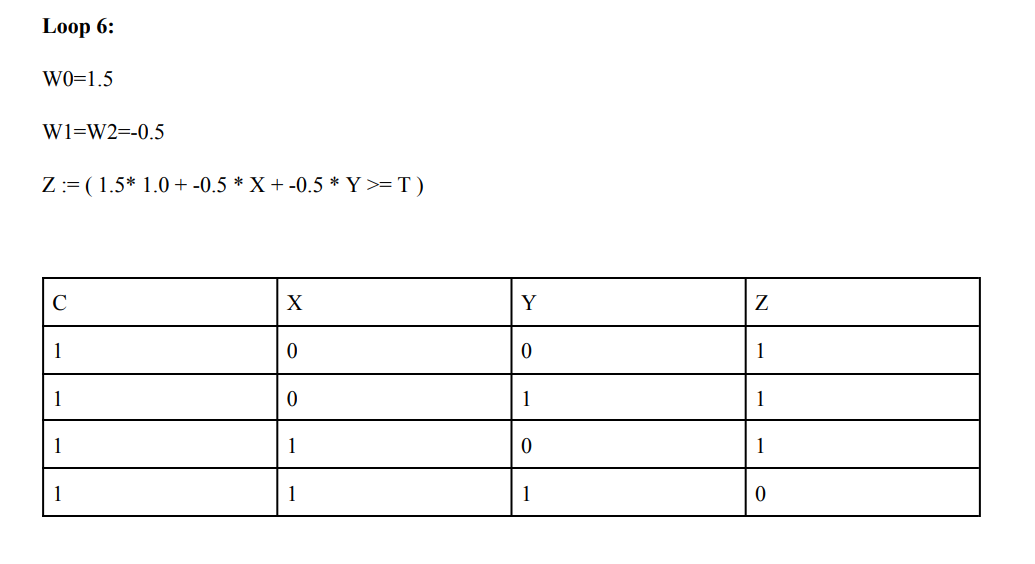 Loop 6:
W0=1.5
W1=W2=-0.5
Z := ( 1.5* 1.0 + -0.5 * X + -0.5 * Y >= T )
C X Y Z
1 0 0 1
1 0 1 1
1 1 0 1
1 1 1 0